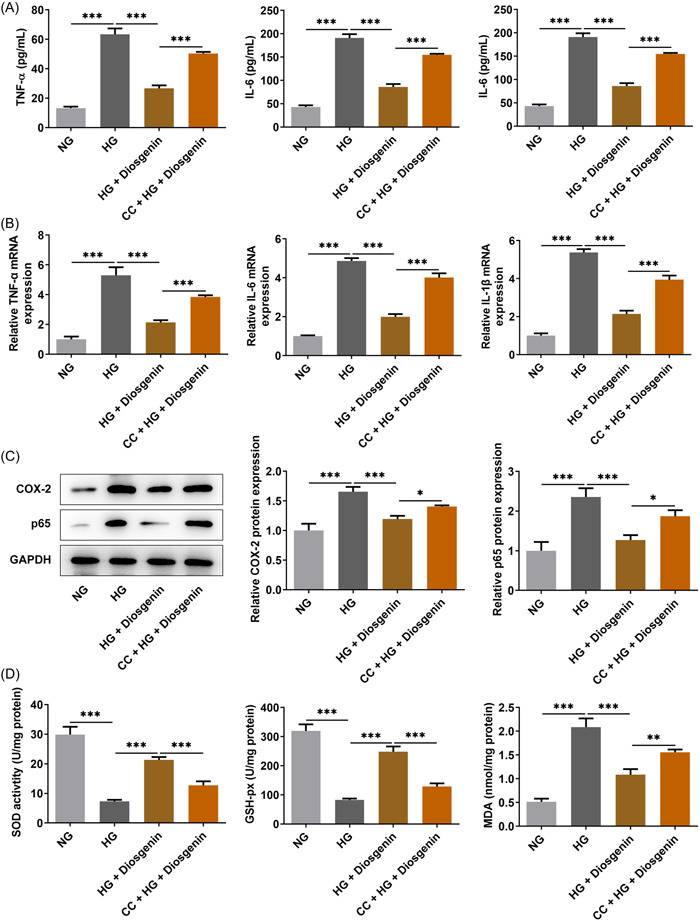 (A)
TNF-α (pg/mL)
80
60
40
20
0
*** *** ***
NG
HG
HG + Diosgenin
CC + HG + Diosgenin
IL-6 (pg/mL)
250
200
150
100
50
0
*** *** ***
NG
HG
HG + Diosgenin
CC + HG + Diosgenin
IL-6 (pg/mL)
250
200
150
100
50
0
*** *** ***
NG
HG
HG + Diosgenin
CC + HG + Diosgenin
(B)
Relative TNF-α mRNA
expression
8
6
4
2
0
*** *** ***
NG
HG
HG + Diosgenin
CC + HG + Diosgenin
Relative IL-6 mRNA
expression
6
4
2
0
*** *** ***
NG
HG
HG + Diosgenin
CC + HG + Diosgenin
Relative IL-1β mRNA
expression
6
4
2
0
*** *** ***
NG
HG
HG + Diosgenin
CC + HG + Diosgenin
(C)
COX-2
p65
GAPDH
NG
HG
HG + Diosgenin
CC + HG + Diosgenin
Relative COX-2 protein expression
2.0
1.5
1.0
0.5
0.0
*** *** *
NG
HG
HG + Diosgenin
CC + HG + Diosgenin
Relative p65 protein expression
3
2
1
0
*** *** *
NG
HG
HG + Diosgenin
CC + HG + Diosgenin
(D)
SOD activtity (U/mg protein)
40
30
20
10
0
*** *** ***
NG
HG
HG + Diosgenin
CC + HG + Diosgenin
GSH-px (U/mg protein)
400
300
200
100
0
*** *** ***
NG
HG
HG + Diosgenin
CC + HG + Diosgenin
MDA (nmol/mg protein)
2.5
2.0
1.5
1.0
0.5
0.0
*** *** **
NG
HG
HG + Diosgenin
CC + HG + Diosgenin